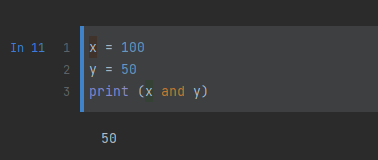 In 11 1 x = 100
2 y = 50
3 print (x and y)
50